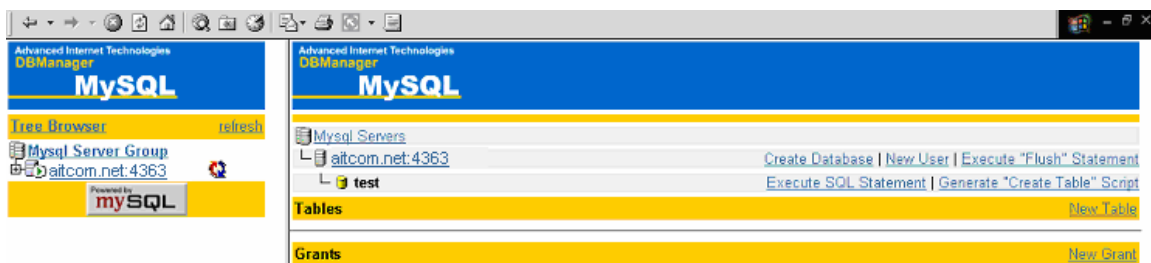 Advanced Internet Technologies
DBManager
MySQL
Tree Browser refresh
Mysql Server Group
aitcom.net:4363
Powered by
mySQL
Advanced Internet Technologies
DBManager
MySQL
Mysql Servers
aitcom.net:4363 Create Database | New User | Execute "Flush" Statement
test Execute SQL Statement | Generate "Create Table" Script
Tables New Table
Grants New Grant